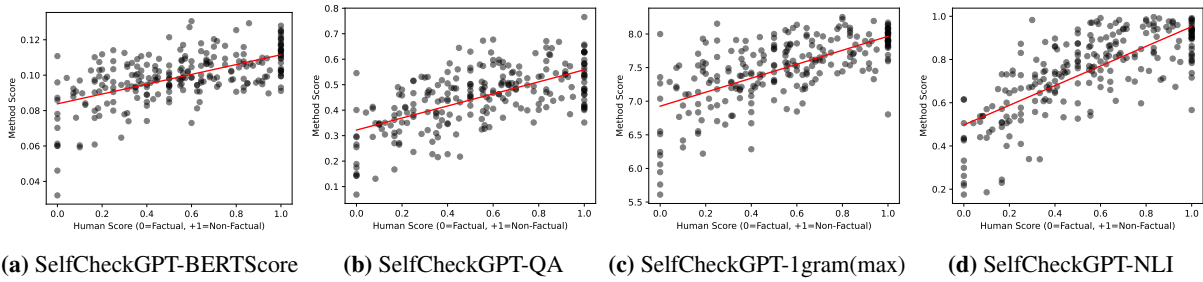 0.12
0.10
0.08
0.06
0.04
Method Score
0.0 0.2 0.4 0.6 0.8 1.0
Human Score (0=Factual, +1=Non-Factual)
(a) SelfCheckGPT-BERTScore
0.8
0.7
0.6
0.5
0.4
0.3
0.2
0.1
Method Score
0.0 0.2 0.4 0.6 0.8 1.0
Human Score (0=Factual, +1=Non-Factual)
(b) SelfCheckGPT-QA
8.0
7.5
7.0
6.5
6.0
5.5
Method Score
0.0 0.2 0.4 0.6 0.8 1.0
Human Score (0=Factual, +1=Non-Factual)
(c) SelfCheckGPT-1gram(max)
1.0
0.8
0.6
0.4
0.2
Method Score
0.0 0.2 0.4 0.6 0.8 1.0
Human Score (0=Factual, +1=Non-Factual)
(d) SelfCheckGPT-NLI